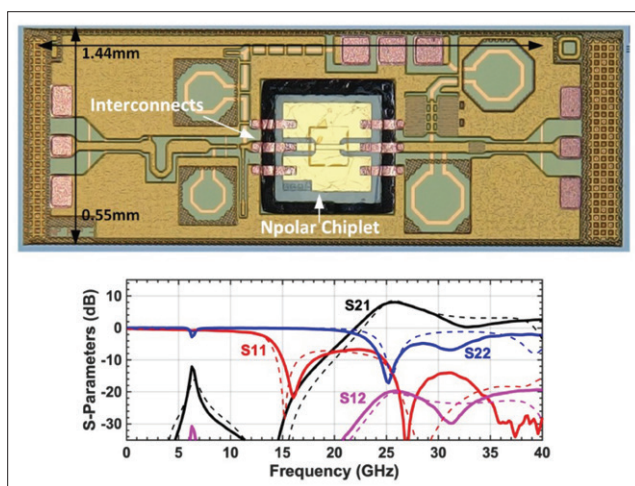 1.44mm
Interconnects
0.55mm
Npolar Chiplet
S-Parameters (dB)
10
0
-10
-20
-30
S21
S11
S22
S12
0 5 10 15 20 25 30 35 40
Frequency (GHz)